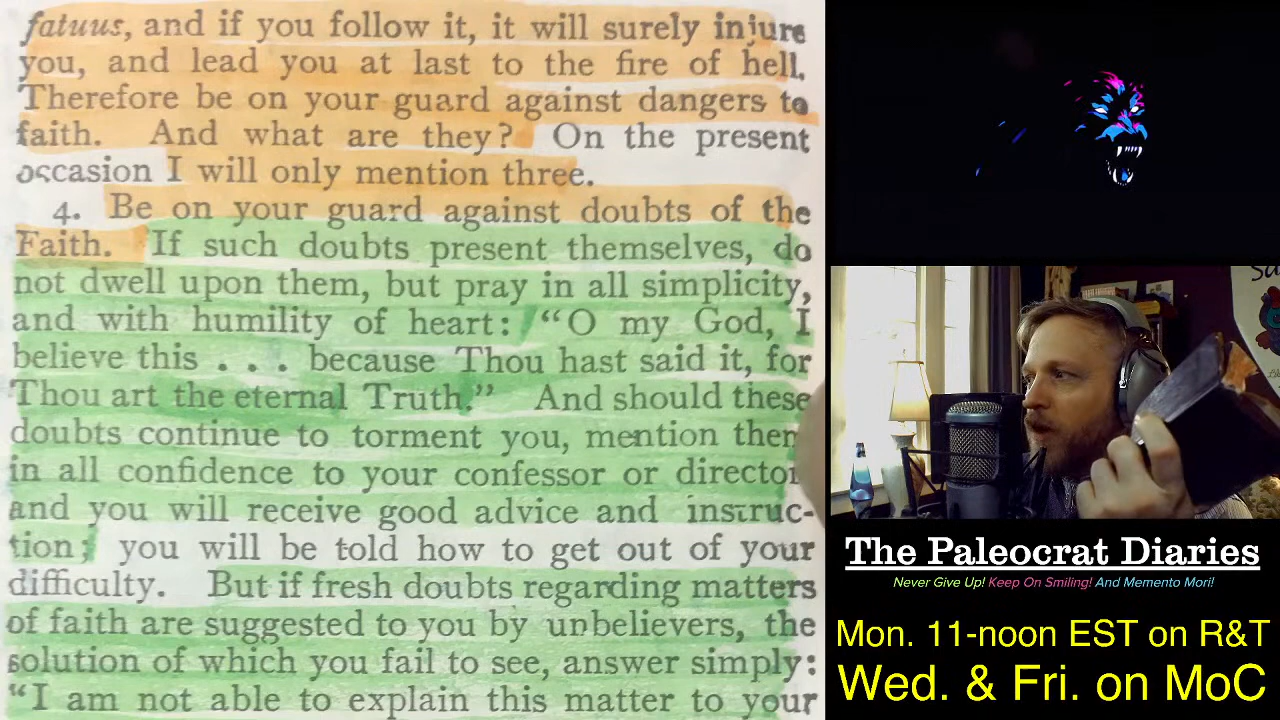 fatuus, and if you follow it, it will surely injure
you, and lead you at last to the fire of hell.
Therefore be on your guard against dangers to
faith. And what are they? On the present
occasion I will only mention three.
4. Be on your guard against doubts of the
Faith. If such doubts present themselves, do
not dwell upon them, but pray in all simplicity,
and with humility of heart: “O my God, I
believe this . . . because Thou hast said it, for
Thou art the eternal Truth.” And should these
doubts continue to torment you, mention them
in all confidence to your confessor or director
and you will receive good advice and instruc-
tion; you will be told how to get out of your
difficulty. But if fresh doubts regarding matters
of faith are suggested to you by unbelievers, the
solution of which you fail to see, answer simply:
“I am not able to explain this matter to your
The Paleocrat Diaries
Never Give Up! Keep On Smiling! And Memento Mori!
Mon. 11-noon EST on R&T
Wed. & Fri. on MoC